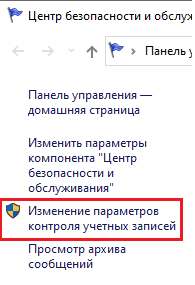 Центр безопасности и обслу
Панель у
Панель управления —
домашняя страница
Изменить параметры
компонента "Центр
безопасности и
обслуживания"
Изменение параметров
контроля учетных записей
Просмотр архива
сообщений